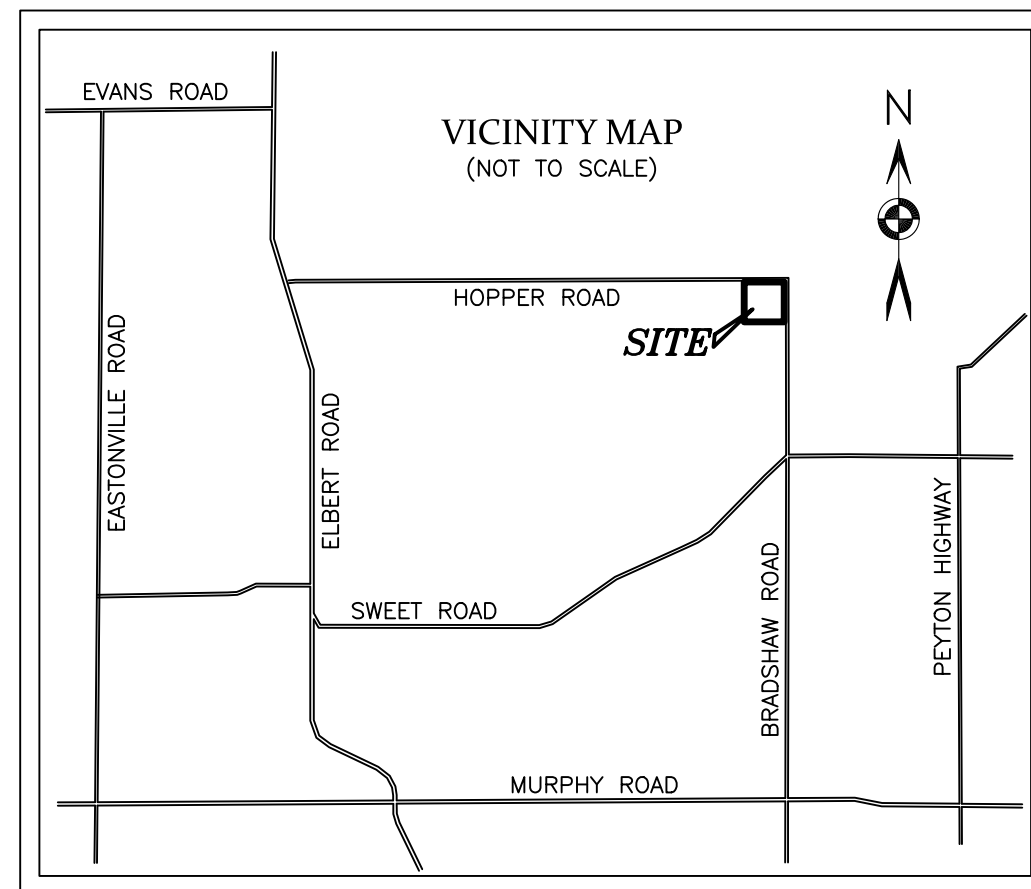 EVANS ROAD
VICINITY MAP
(NOT TO SCALE)
N
HOPPER ROAD
SITE
EASTONVILLE ROAD
ELBERT ROAD
SWEET ROAD
BRADSHAW ROAD
PEYTON HIGHWAY
MURPHY ROAD